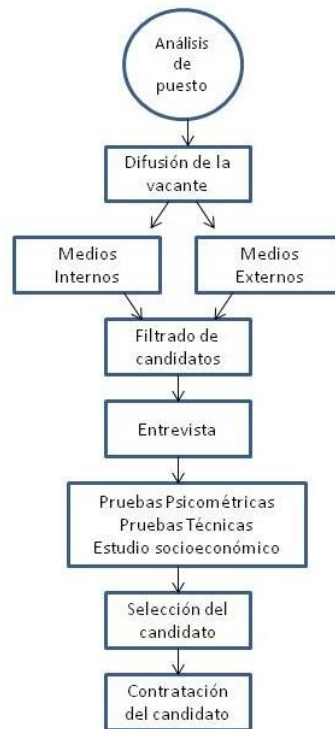 Análisis
de
puesto
Difusión de la
vacante
Medios
Internos
Medios
Externos
Filtrado de
candidatos
Entrevista
Pruebas Psicométricas
Pruebas Técnicas
Estudio socioeconómico
Selección del
candidato
Contratación
del candidato